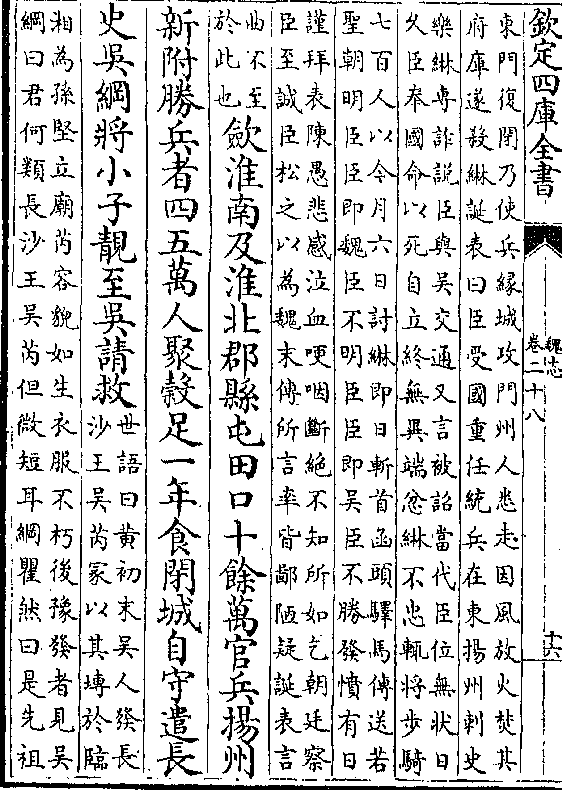 欽定四庫全書
魏志
卷二十八
十六
東門復閉乃使兵緣城攻門州人悉走因風放火焚其
府庫遂殺綝誕表曰臣受國重任統兵在東揚州刺史
樂綝專詐說臣與吳交通又言被詔當代臣位無狀日
久臣奉國命以死自立終無異端忿綝不忠輒將步騎
七百人以今月六日討綝即日斬首函頭驛馬傳送若
聖朝明臣臣即魏臣不明臣臣即吳臣不勝發憤有日
謹拜表陳愚悲感泣血哽咽斷絕不知所如乞朝廷察
臣至誠臣松之以為魏末傳所言率皆鄙陋疑誕表言
曲不至
於此也
歛淮南及淮北郡縣屯田口十餘萬官兵揚州
新附勝兵者四五萬人聚穀足一年食閉城自守遣長
史吳綱將小子靚至吳請救
世語曰黄初末吳人發長
沙王吳芮冢以其塼於臨
相為孫堅立廟芮容貌如生衣服不朽後豫發者見吳
綱曰君何類長沙王吳芮但微短耳綱瞿然曰是先祖